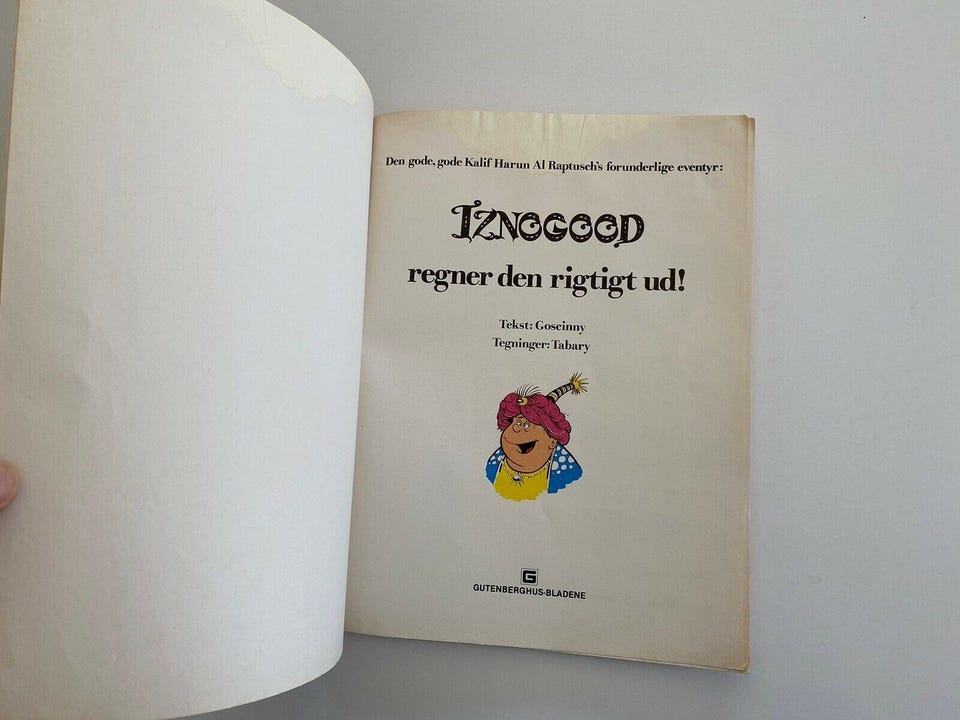 Den gode, gode Kalif Harun Al Raptusch's forunderlige eventyr:
IZNOGOOD
regner den rigtigt ud!
Tekst: Goscinny
Tegninger: Tabary
G
GUTENBERGHUS-BLADENE